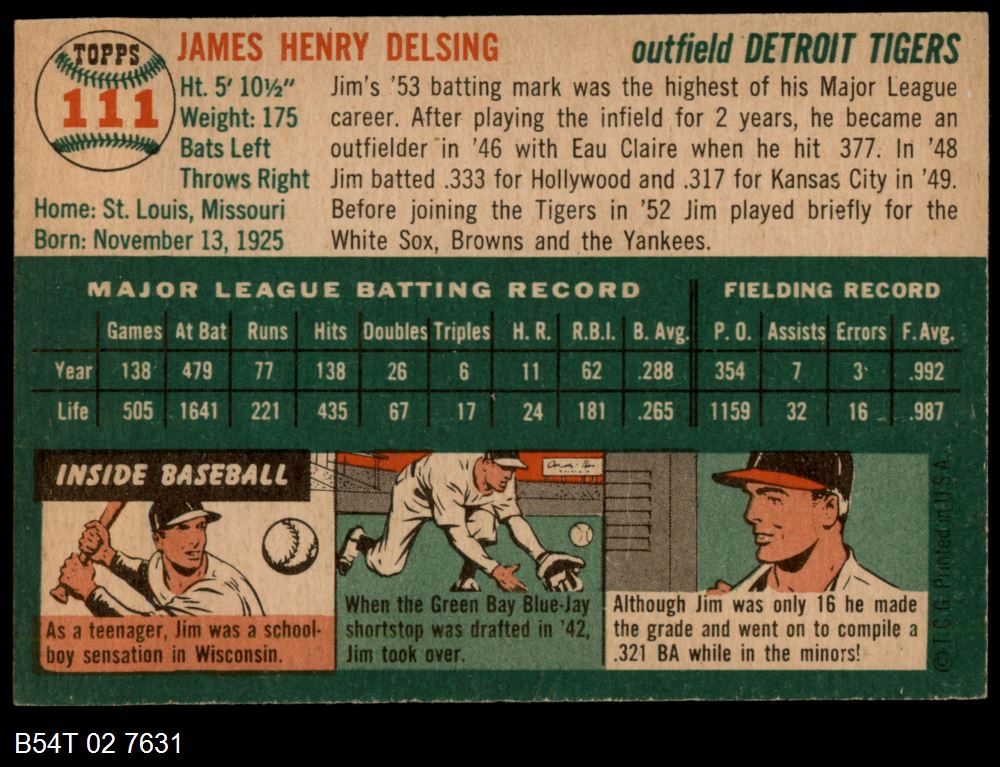 TOPPS
111
JAMES HENRY DELSING
outfield DETROIT TIGERS
Ht. 5' 10½"
Weight: 175
Bats Left
Throws Right
Home: St. Louis, Missouri
Born: November 13, 1925
Jim's '53 batting mark was the highest of his Major League
career. After playing the infield for 2 years, he became an
outfielder in '46 with Eau Claire when he hit 377. In '48
Jim batted .333 for Hollywood and .317 for Kansas City in '49.
Before joining the Tigers in '52 Jim played briefly for the
White Sox, Browns and the Yankees.
MAJOR LEAGUE BATTING RECORD FIELDING RECORD
Games At Bat Runs Hits Doubles Triples H. R. R.B.I. B. Avg. P. O. Assists Errors F. Avg.
Year 138 479 77 138 26 6 11 62 .288 354 7 3 .992
Life 505 1641 221 435 67 17 24 181 .265 1159 32 16 .987
INSIDE BASEBALL
As a teenager, Jim was a school-
boy sensation in Wisconsin.
When the Green Bay Blue-Jay
shortstop was drafted in '42,
Jim took over.
Although Jim was only 16 he made
the grade and went on to compile a
.321 BA while in the minors!
© T.C.G. Printed in U.S.A.
B54T 02 7631